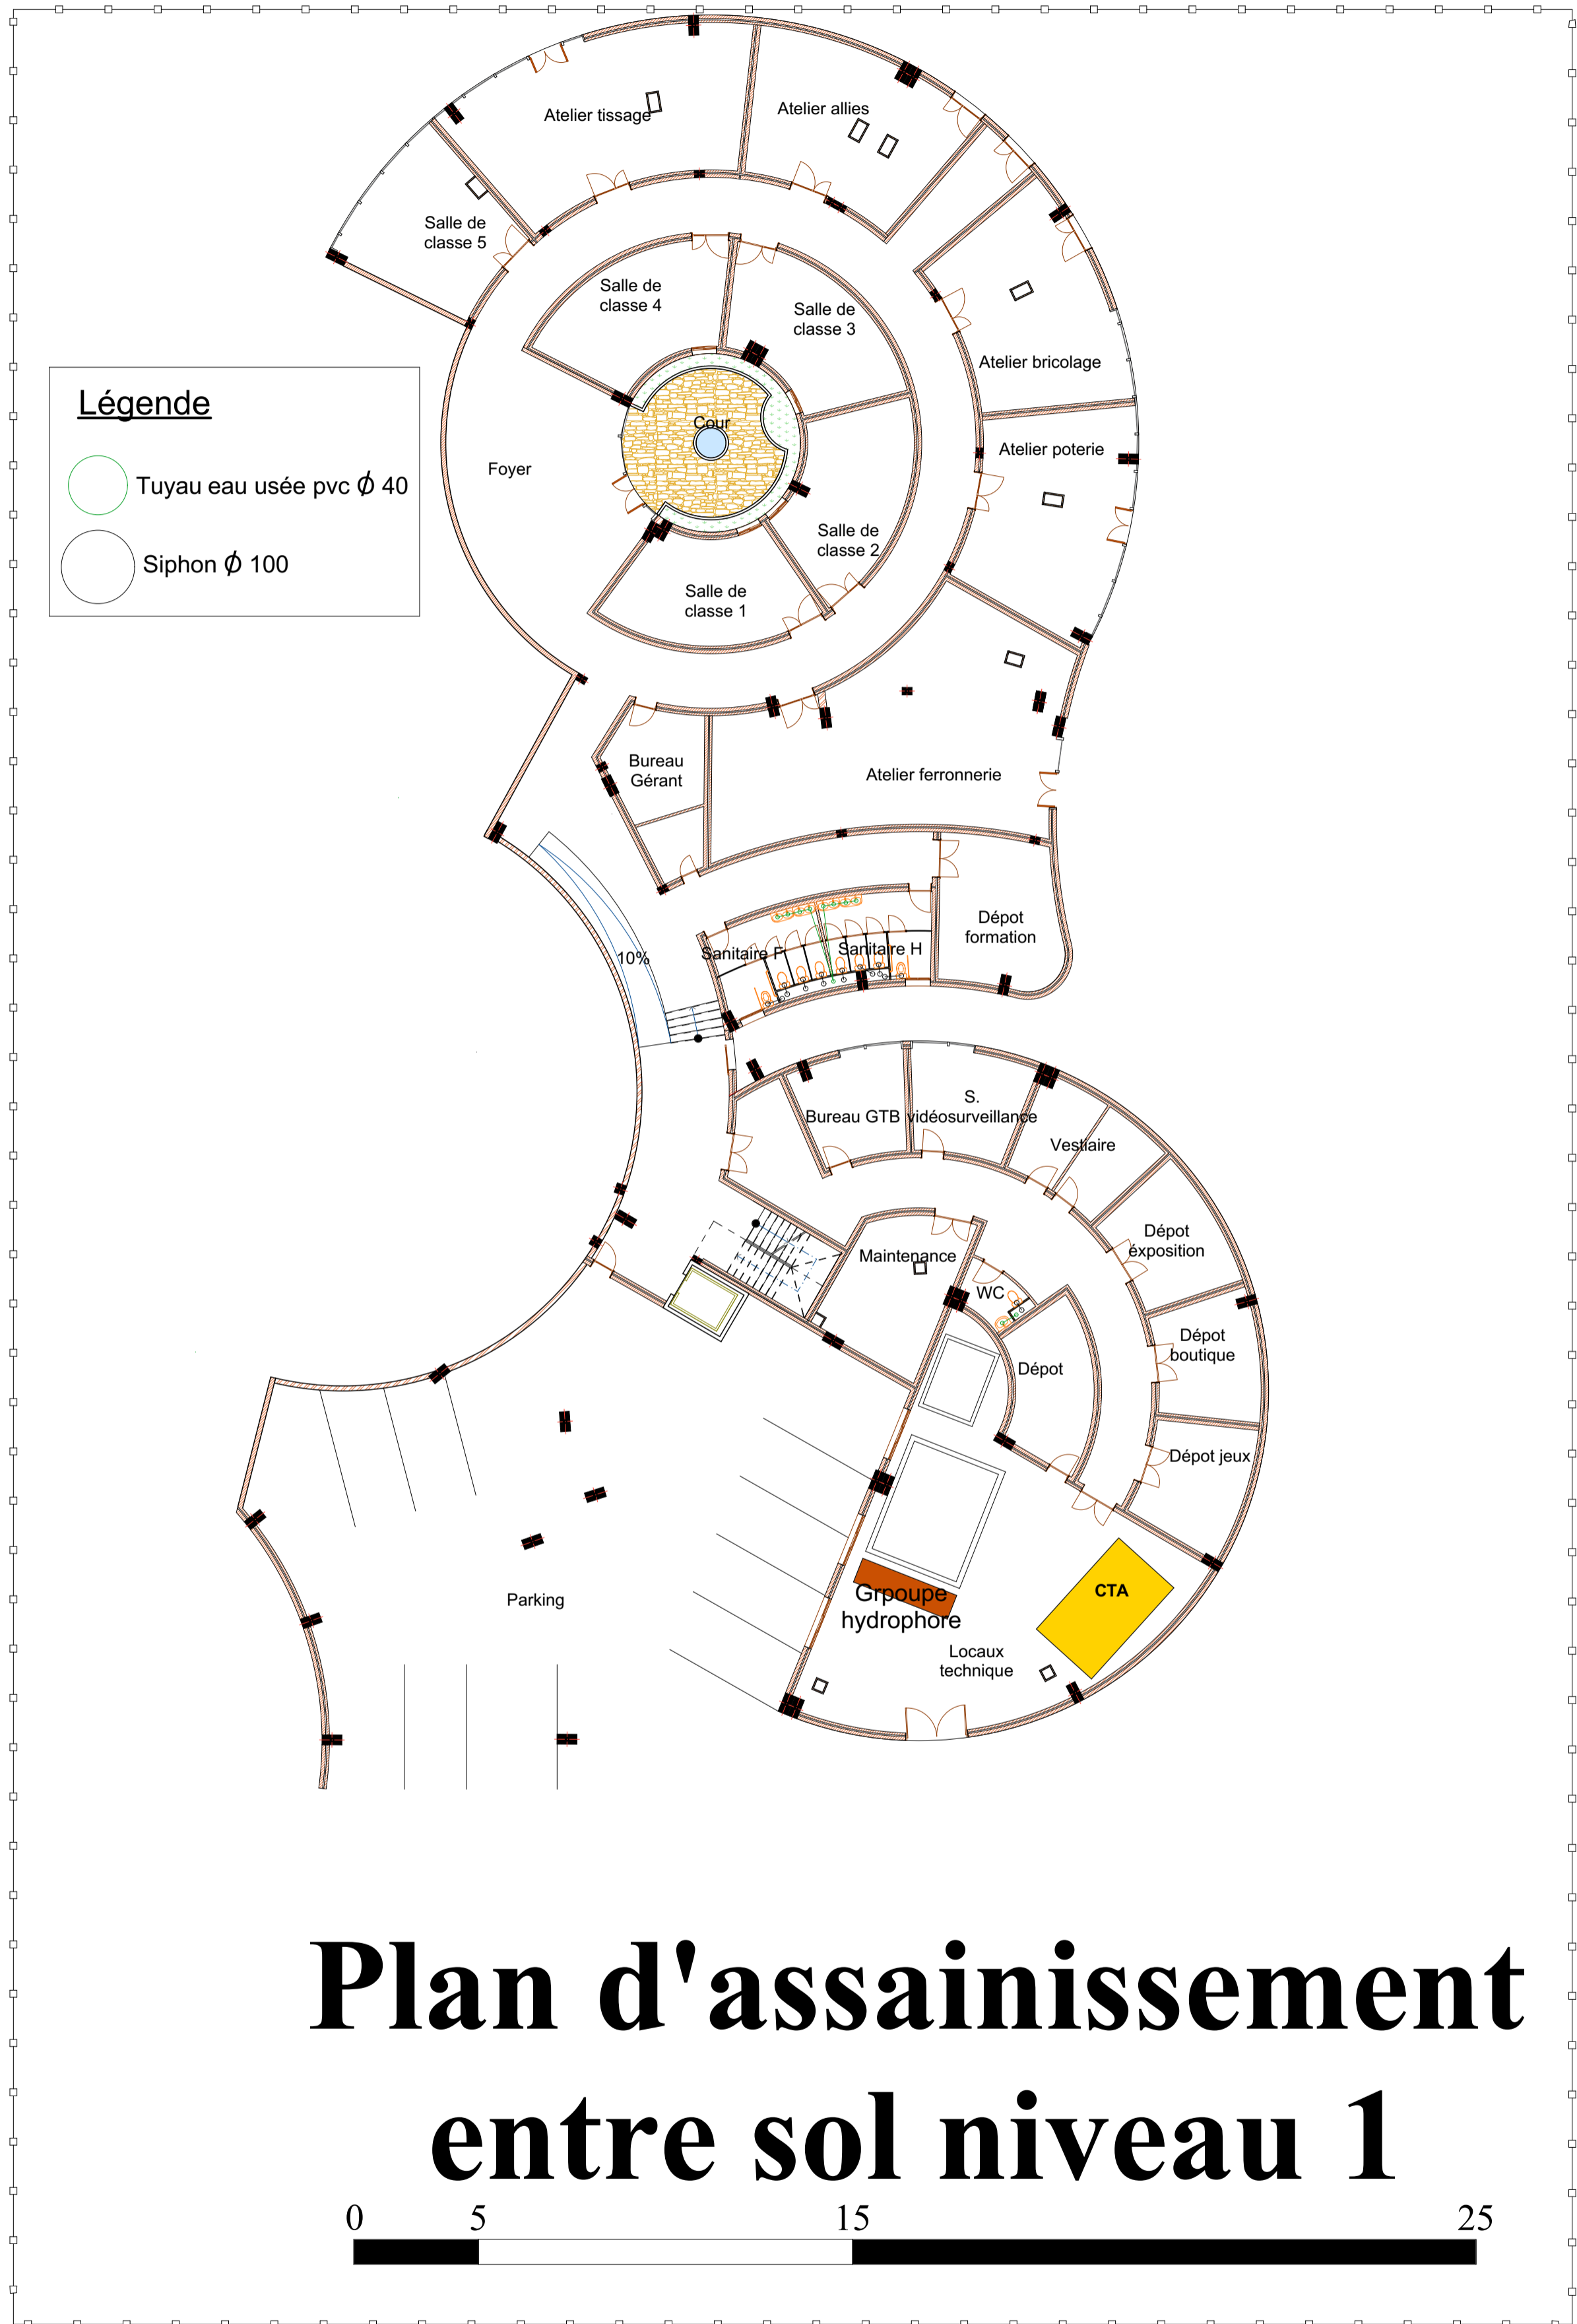 Atelier tissage
Atelier allies
Salle de
classe 5
Salle de
classe 4
Salle de
classe 3
Atelier bricolage
Légende
Tuyau eau usée pvc ϕ 40
Siphon ϕ 100
Cour
Atelier poterie
Foyer
Salle de
classe 2
Salle de
classe 1
Bureau
Gérant
Atelier ferronnerie
Dépot
formation
10%
Sanitaire F
Sanitaire H
Bureau GTB
S.
vidéosurveillance
Vestiaire
Dépot
éxposition
Maintenance
WC
Dépot
boutique
Dépot
Dépot jeux
CTA
Parking
Grpoupe
hydrophore
Locaux
technique
Plan d'assainissement
entre sol niveau 1
0 5 15 25